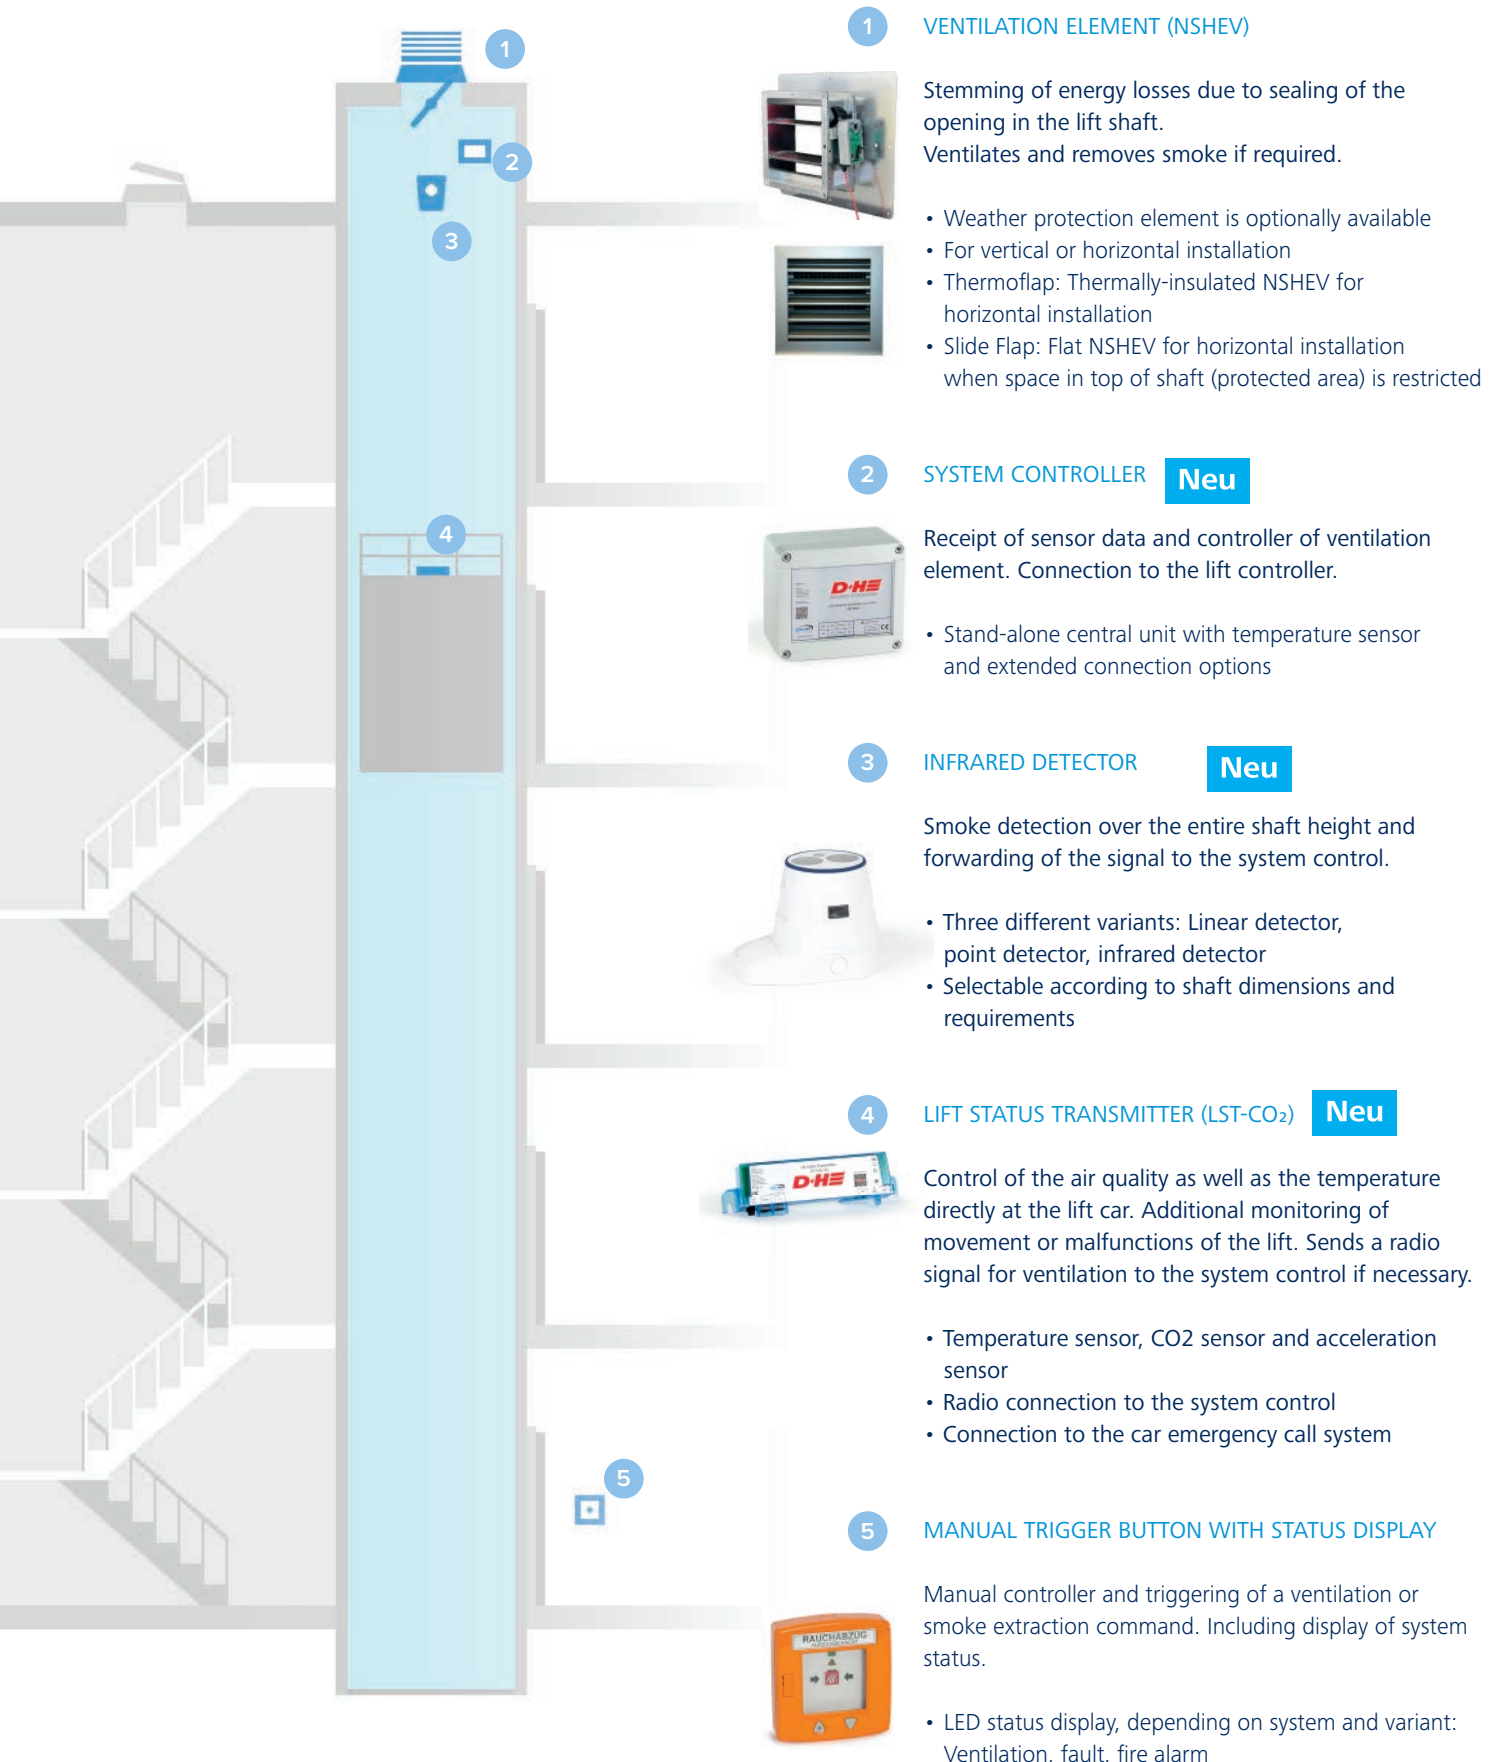 1
VENTILATION ELEMENT (NSHEV)
Stemming of energy losses due to sealing of the
opening in the lift shaft.
Ventilates and removes smoke if required.
• Weather protection element is optionally available
• For vertical or horizontal installation
• Thermoflap: Thermally-insulated NSHEV for
horizontal installation
• Slide Flap: Flat NSHEV for horizontal installation
when space in top of shaft (protected area) is restricted
2
SYSTEM CONTROLLER
Neu
D+H
Receipt of sensor data and controller of ventilation
element. Connection to the lift controller.
• Stand-alone central unit with temperature sensor
and extended connection options
3
INFRARED DETECTOR
Neu
Smoke detection over the entire shaft height and
forwarding of the signal to the system control.
• Three different variants: Linear detector,
point detector, infrared detector
• Selectable according to shaft dimensions and
requirements
4
LIFT STATUS TRANSMITTER (LST-CO₂)
Neu
D+H
Control of the air quality as well as the temperature
directly at the lift car. Additional monitoring of
movement or malfunctions of the lift. Sends a radio
signal for ventilation to the system control if necessary.
• Temperature sensor, CO2 sensor and acceleration
sensor
• Radio connection to the system control
• Connection to the car emergency call system
5
MANUAL TRIGGER BUTTON WITH STATUS DISPLAY
Manual controller and triggering of a ventilation or
smoke extraction command. Including display of system
status.
RAUCHABZUG
• LED status display, depending on system and variant:
Ventilation, fault, fire alarm
1
2
3
4
5